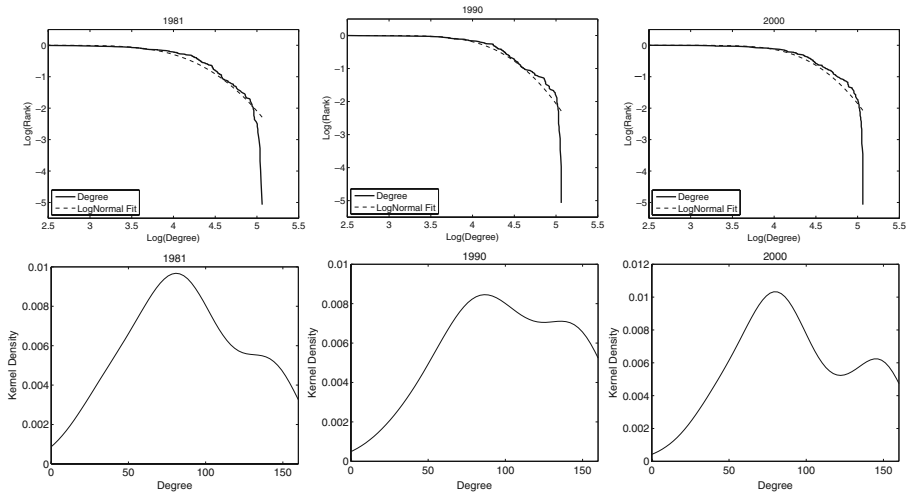 1981
0
−1
−2
−3
−4
−5
Log(Rank)
Degree
LogNormal Fit
2.5 3 3.5 4 4.5 5 5.5
Log(Degree)
1990
0
−1
−2
−3
−4
−5
Log(Rank)
Degree
LogNormal Fit
2.5 3 3.5 4 4.5 5 5.5
Log(Degree)
2000
0
−1
−2
−3
−4
−5
Log(Rank)
Degree
LogNormal Fit
2.5 3 3.5 4 4.5 5 5.5
Log(Degree)
1981
0.01
0.008
0.006
0.004
0.002
0
Kernel Density
0 50 100 150
Degree
1990
0.01
0.008
0.006
0.004
0.002
0
Kernel Density
0 50 100 150
Degree
2000
0.012
0.01
0.008
0.006
0.004
0.002
0
Kernel Density
0 50 100 150
Degree